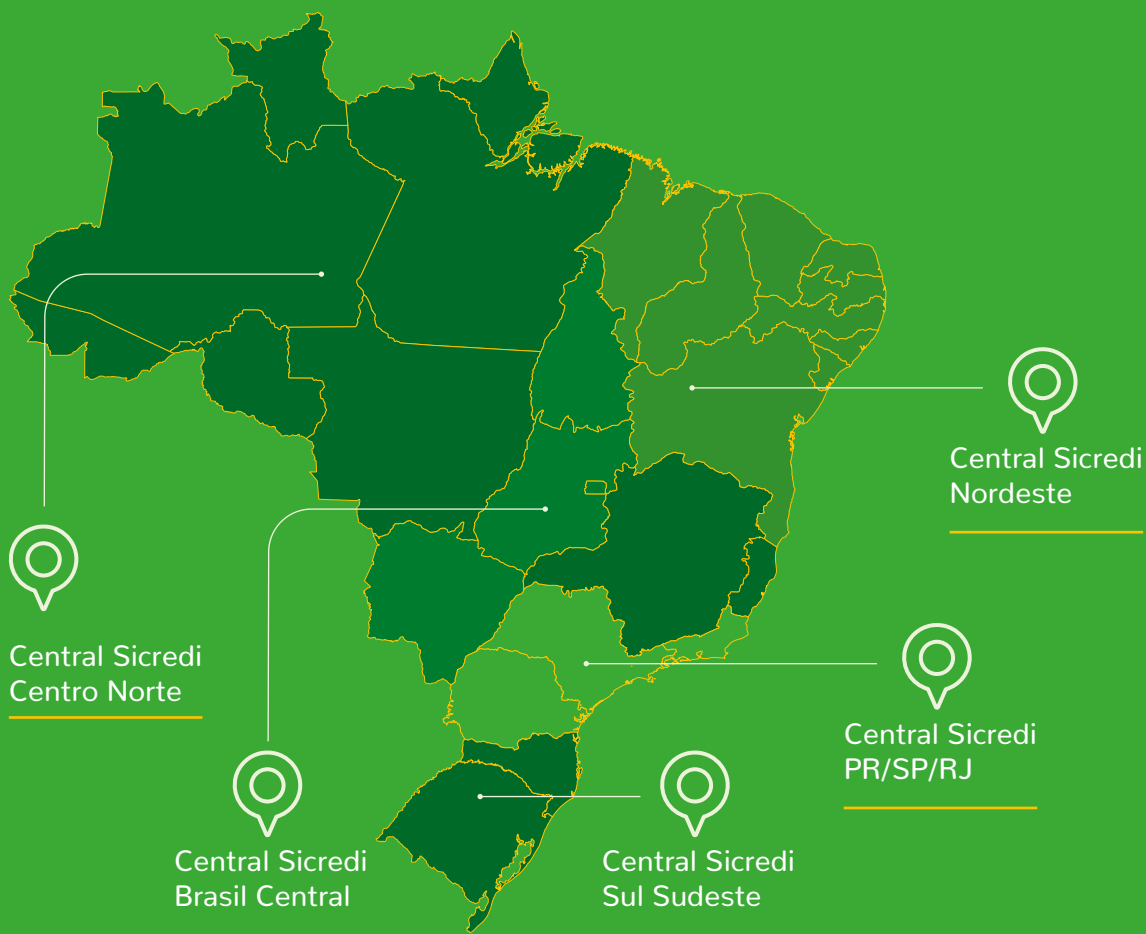 Central Sicredi
Nordeste
Central Sicredi
Centro Norte
Central Sicredi
PR/SP/RJ
Central Sicredi
Brasil Central
Central Sicredi
Sul Sudeste